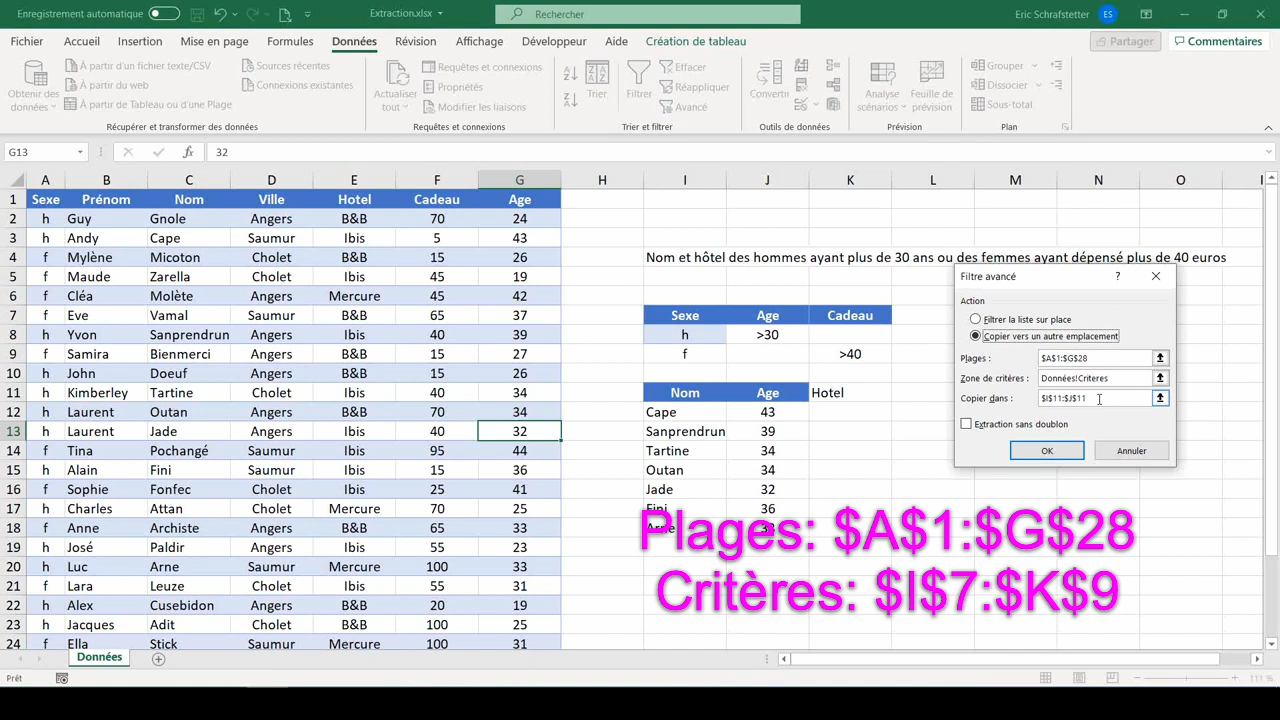 Enregistrement automatique
Extraction.xlsx
Rechercher
Eric Schrafstetter ES
Fichier Accueil Insertion Mise en page Formules Données Révision Affichage Développeur Aide Création de tableau Partager Commentaires
Obtenir des données
À partir d'un fichier texte/CSV
À partir du web
À partir de Tableau ou d'une Plage
Sources récentes
Connexions existantes
Récupérer et transformer des données
Actualiser tout
Requêtes et connexions
Propriétés
Modifier les liaisons
Requêtes et connexions
Trier
Filtrer
Effacer
Réappliquer
Avancé
Trier et filtrer
Convertir
Outils de données
Analyse scénarios
Feuille de prévision
Prévision
Grouper
Dissocier
Sous-total
Plan
G13 fx 32
A B C D E F G H I J K L M N O
1 Sexe Prénom Nom Ville Hotel Cadeau Age
2 h Guy Gnole Angers B&B 70 24
3 h Andy Cape Saumur Ibis 5 43
4 f Mylène Micoton Cholet B&B 15 26 Nom et hôtel des hommes ayant plus de 30 ans ou des femmes ayant dépensé plus de 40 euros
5 f Maude Zarella Cholet Ibis 45 19
6 f Cléa Molète Angers Mercure 45 42
7 f Eve Vamal Saumur B&B 65 37 Sexe Age Cadeau
8 h Yvon Sanprendrun Angers Ibis 40 39 h >30
9 f Samira Bienmerci Angers B&B 15 27 f >40
10 h John Doeuf Angers B&B 15 26
11 h Kimberley Tartine Cholet Ibis 40 34 Nom Age Hotel
12 h Laurent Outan Angers B&B 70 34 Cape 43
13 h Laurent Jade Angers Ibis 40 32 Sanprendrun 39
14 f Tina Pochangé Saumur Ibis 95 44 Tartine 34
15 h Alain Fini Saumur Ibis 15 36 Outan 34
16 f Sophie Fonfec Cholet Ibis 25 41 Jade 32
17 h Charles Attan Cholet Mercure 70 25 Fini 36
18 f Anne Archiste Angers B&B 65 33 Arne
19 h José Paldir Angers Ibis 55 23
20 h Luc Arne Saumur Mercure 100 33
21 f Lara Leuze Cholet Ibis 55 31
22 h Alex Cusebidon Angers B&B 20 19
23 h Jacques Adit Cholet B&B 100 25
24 f Ella Stick Saumur Mercure 100 31
Filtre avancé ? ×
Action
Filtrer la liste sur place
Copier vers un autre emplacement
Plages : $A$1:$G$28
Zone de critères : Données!Criteres
Copier dans : $I$11:$J$11
Extraction sans doublon
OK Annuler
Plages: $A$1:$G$28
Critères: $I$7:$K$9
Données
Prêt
111 %